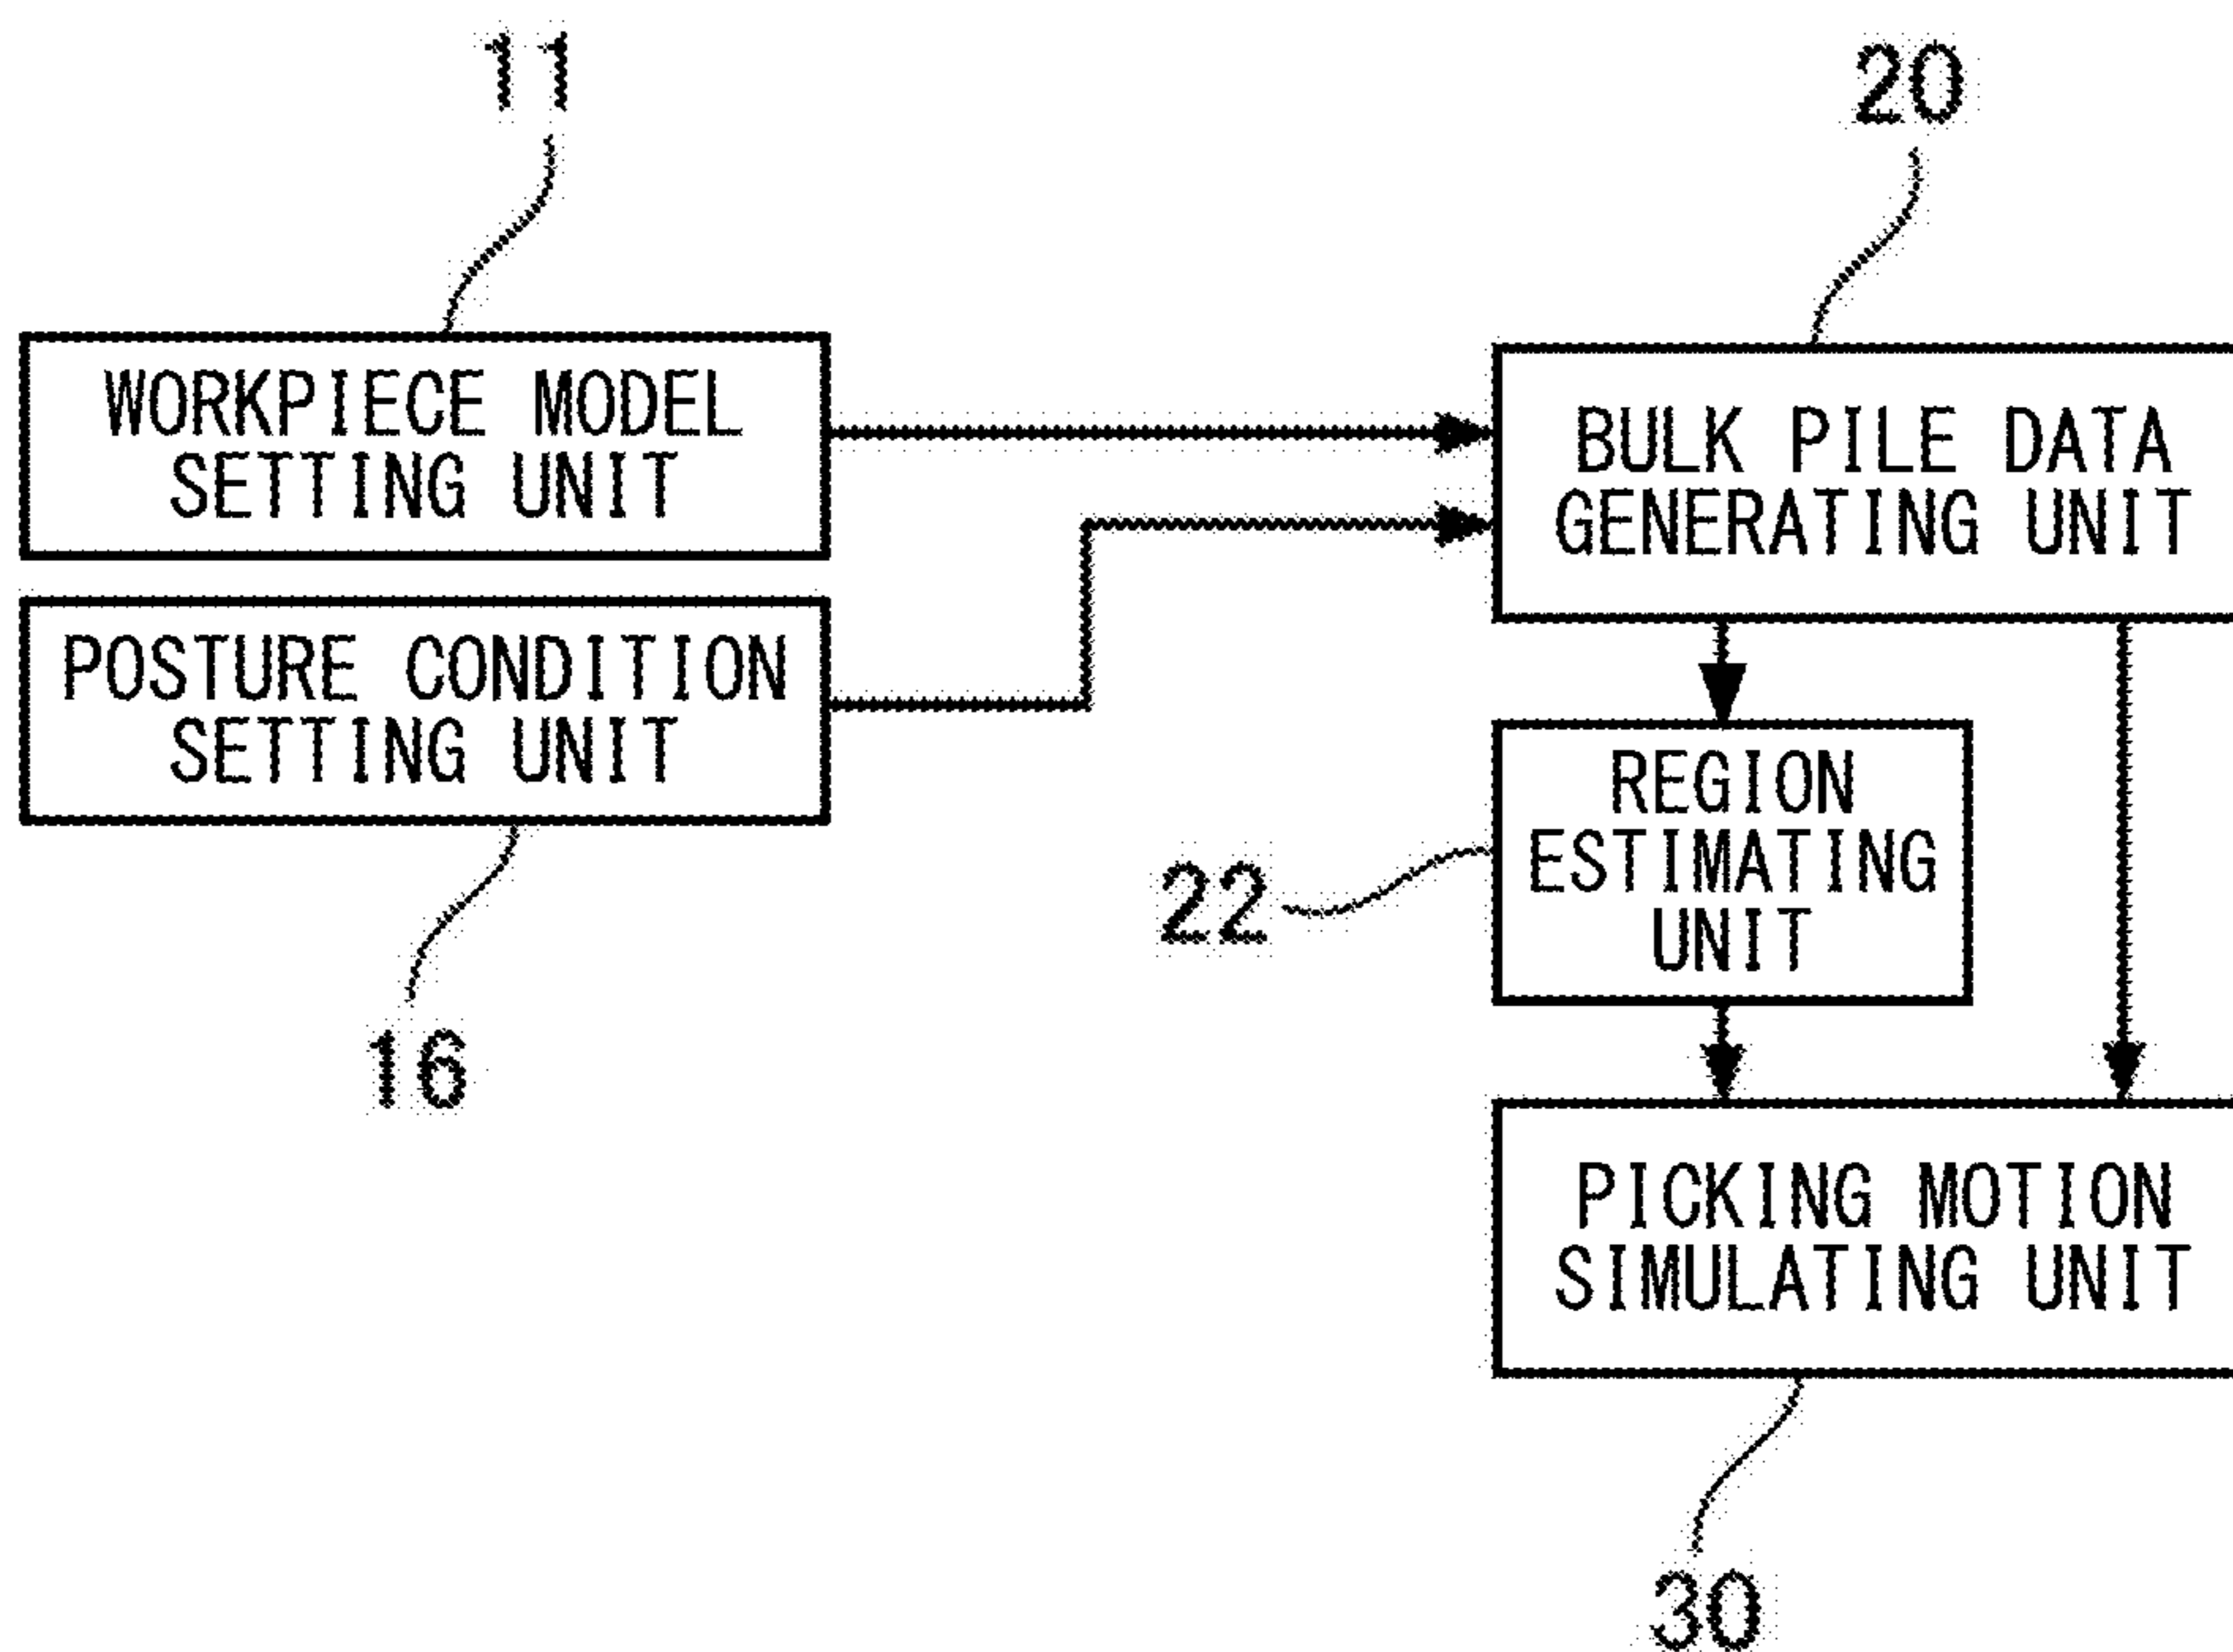 11
20
WORKPIECE MODEL
SETTING UNIT
BULK PILE DATA
GENERATING UNIT
POSTURE CONDITION
SETTING UNIT
REGION
ESTIMATING
UNIT
22
16
PICKING MOTION
SIMULATING UNIT
30